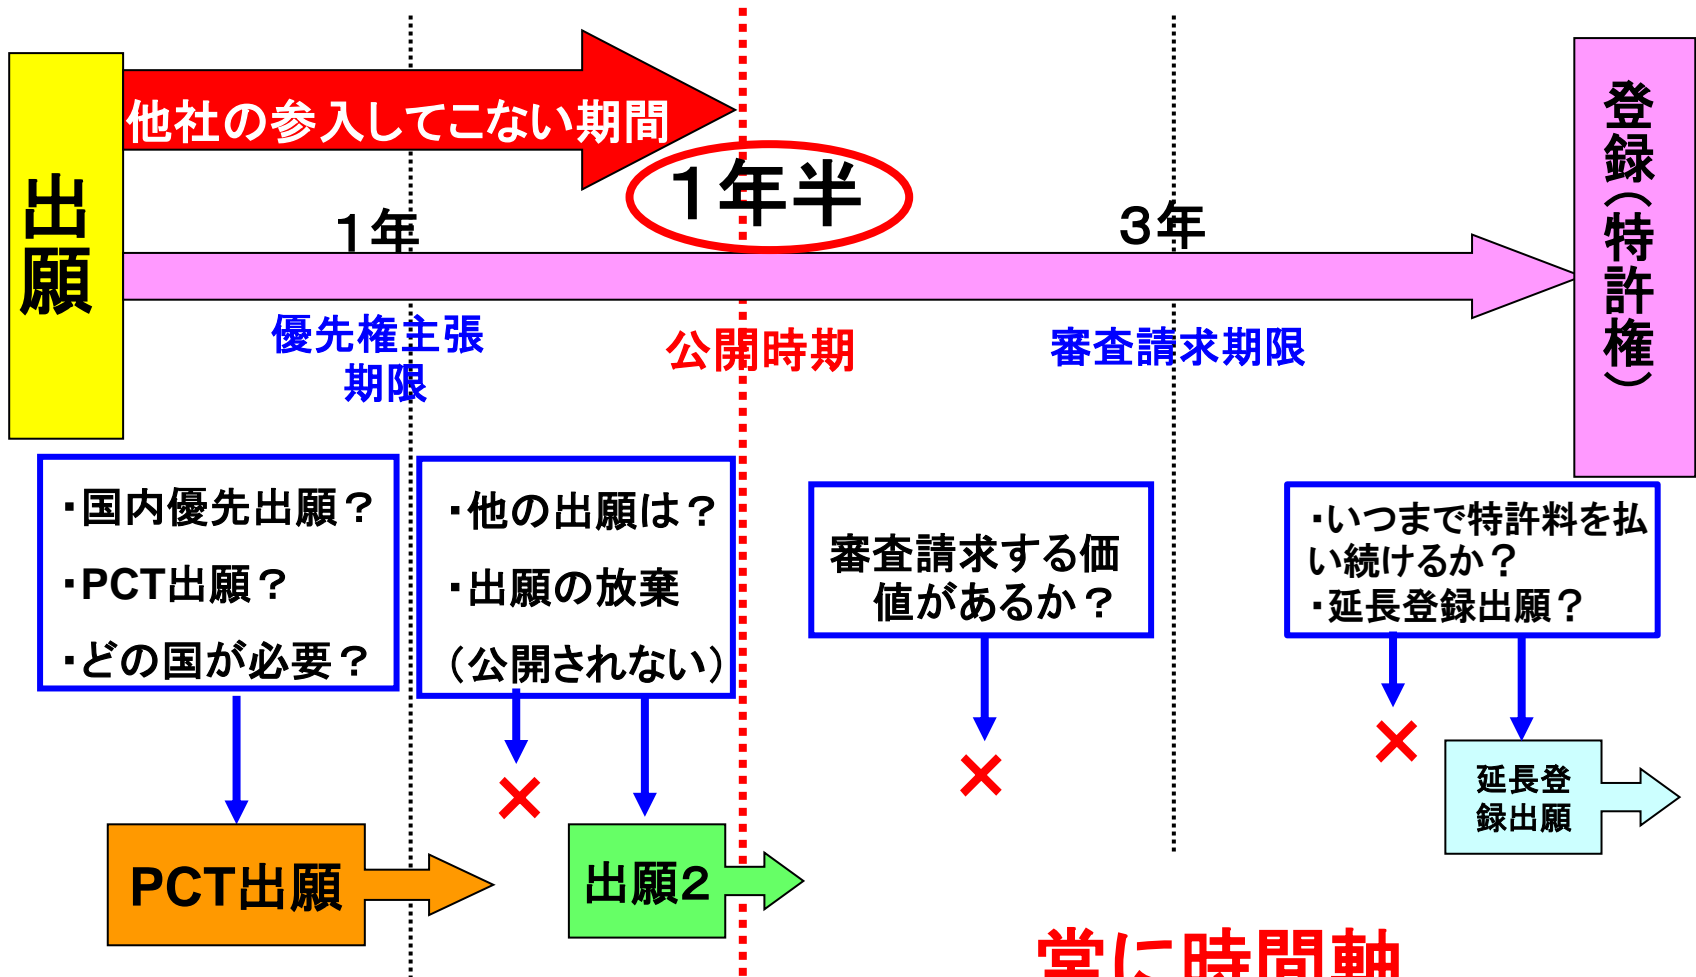 出願
他社の参入してこない期間
1年
1年半
3年
登録(特許権)
優先権主張
期限
公開時期
審査請求期限
・国内優先出願?
・PCT出願?
・どの国が必要?
・他の出願は?
・出願の放棄
(公開されない)
審査請求する価
値があるか?
・いつまで特許料を払
い続けるか?
・延長登録出願?
×
×
×
PCT出願
出願2
延長登
録出願
常に時間軸